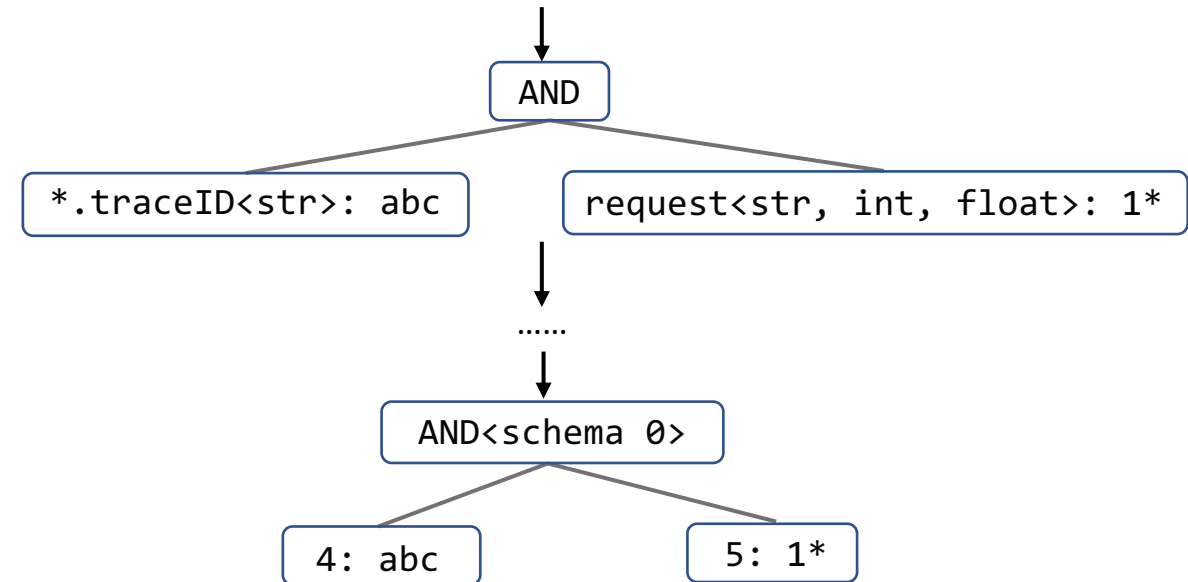 AND
*.traceID<str>: abc
request<str, int, float>: 1*
……
AND<schema 0>
4: abc
5: 1*